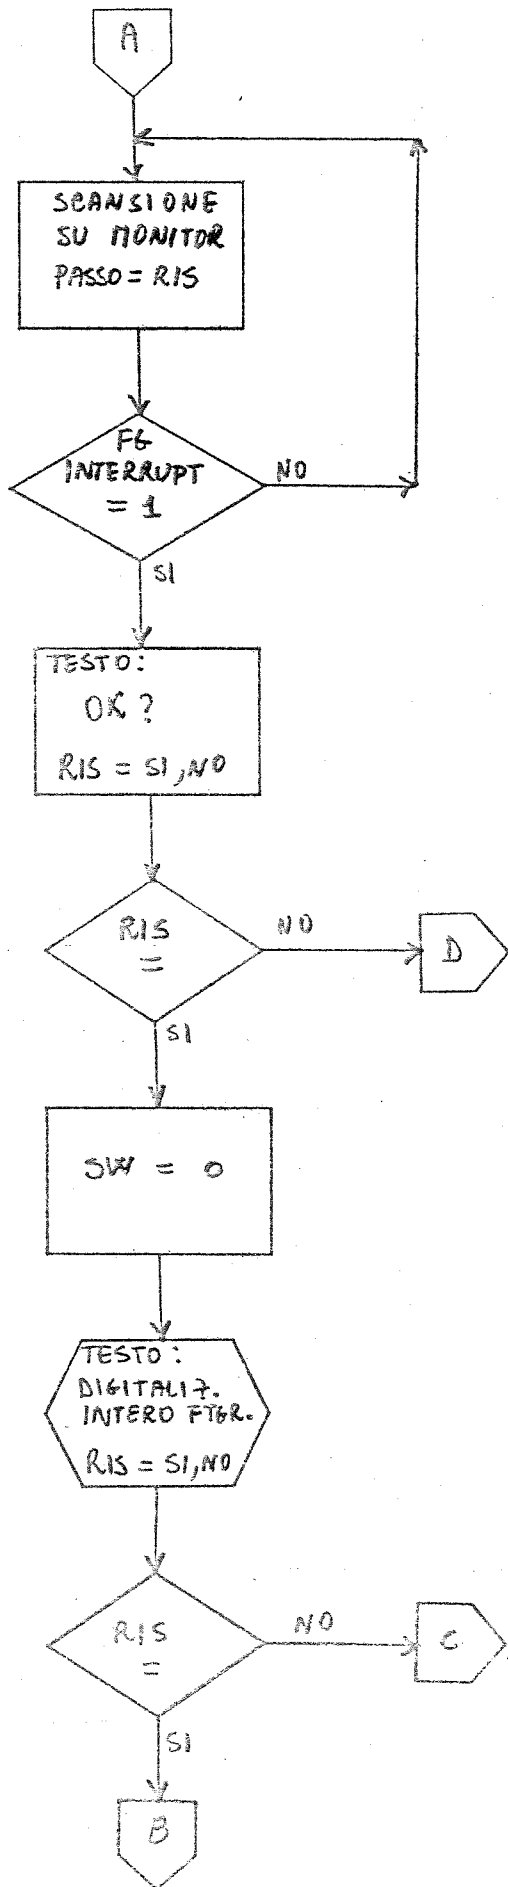 A
SCANSIONE
SU MONITOR
PASSO = RIS
FG
INTERRUPT
= 1
NO
SI
TESTO:
OK ?
RIS = SI, NO
RIS
=
NO
D
SI
SW = 0
TESTO:
DIGITALIZ.
INTERO FTGR.
RIS = SI, NO
RIS
=
NO
C
SI
B